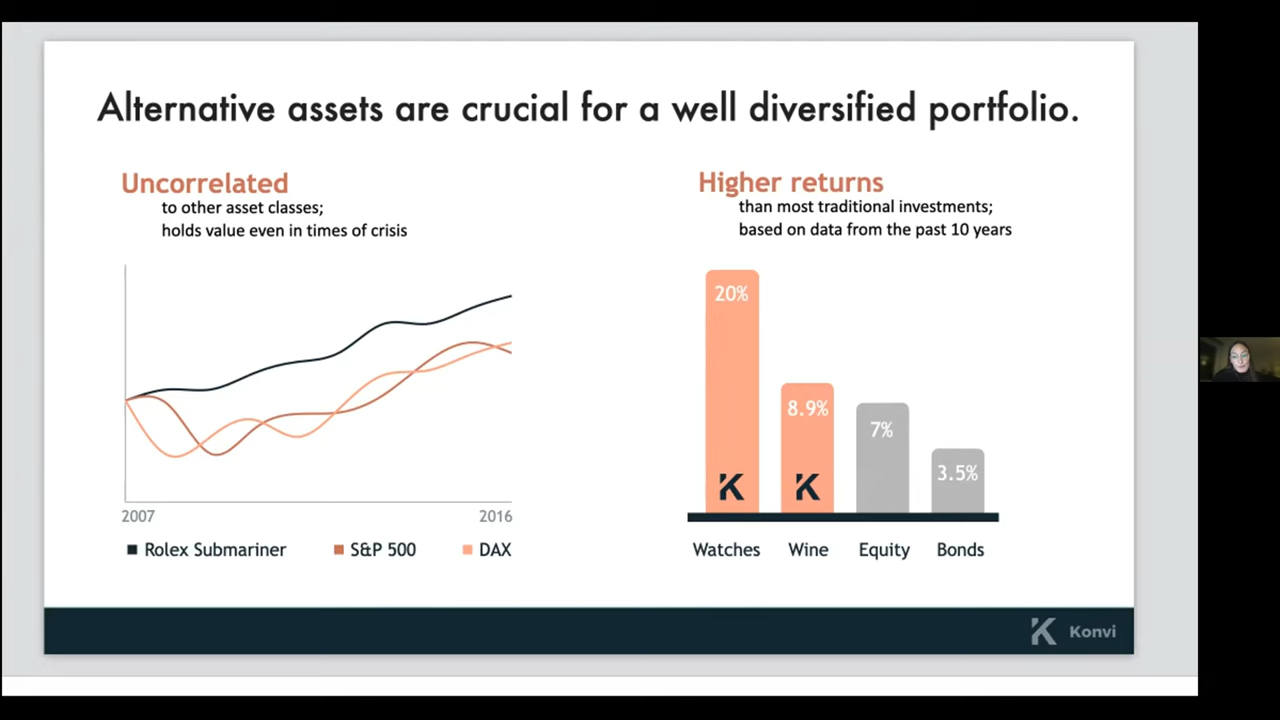 Alternative assets are crucial for a well diversified portfolio.
Uncorrelated
to other asset classes;
holds value even in times of crisis
2007
2016
Rolex Submariner
S&P 500
DAX
Higher returns
than most traditional investments;
based on data from the past 10 years
20%
8.9%
7%
3.5%
K
K
Watches
Wine
Equity
Bonds
K Konvi